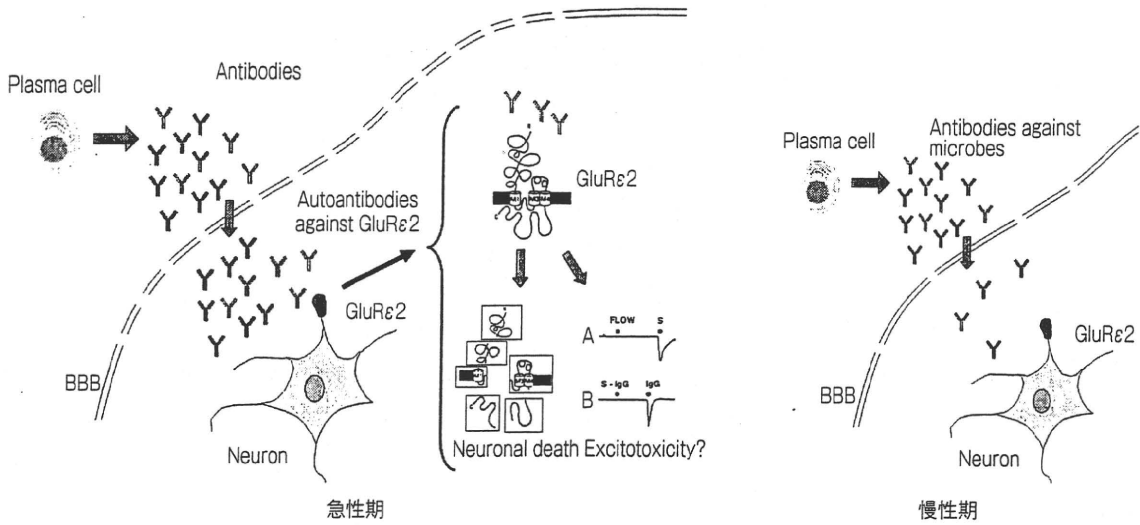 Plasma cell
Antibodies
Autoantibodies
against GluRε2
GluRε2
BBB
Neuron
急性期
GluRε2
A
FLOW
S
B
S - IgG
IgG
Neuronal death Excitotoxicity?
Plasma cell
Antibodies against
microbes
GluRε2
BBB
Neuron
慢性期